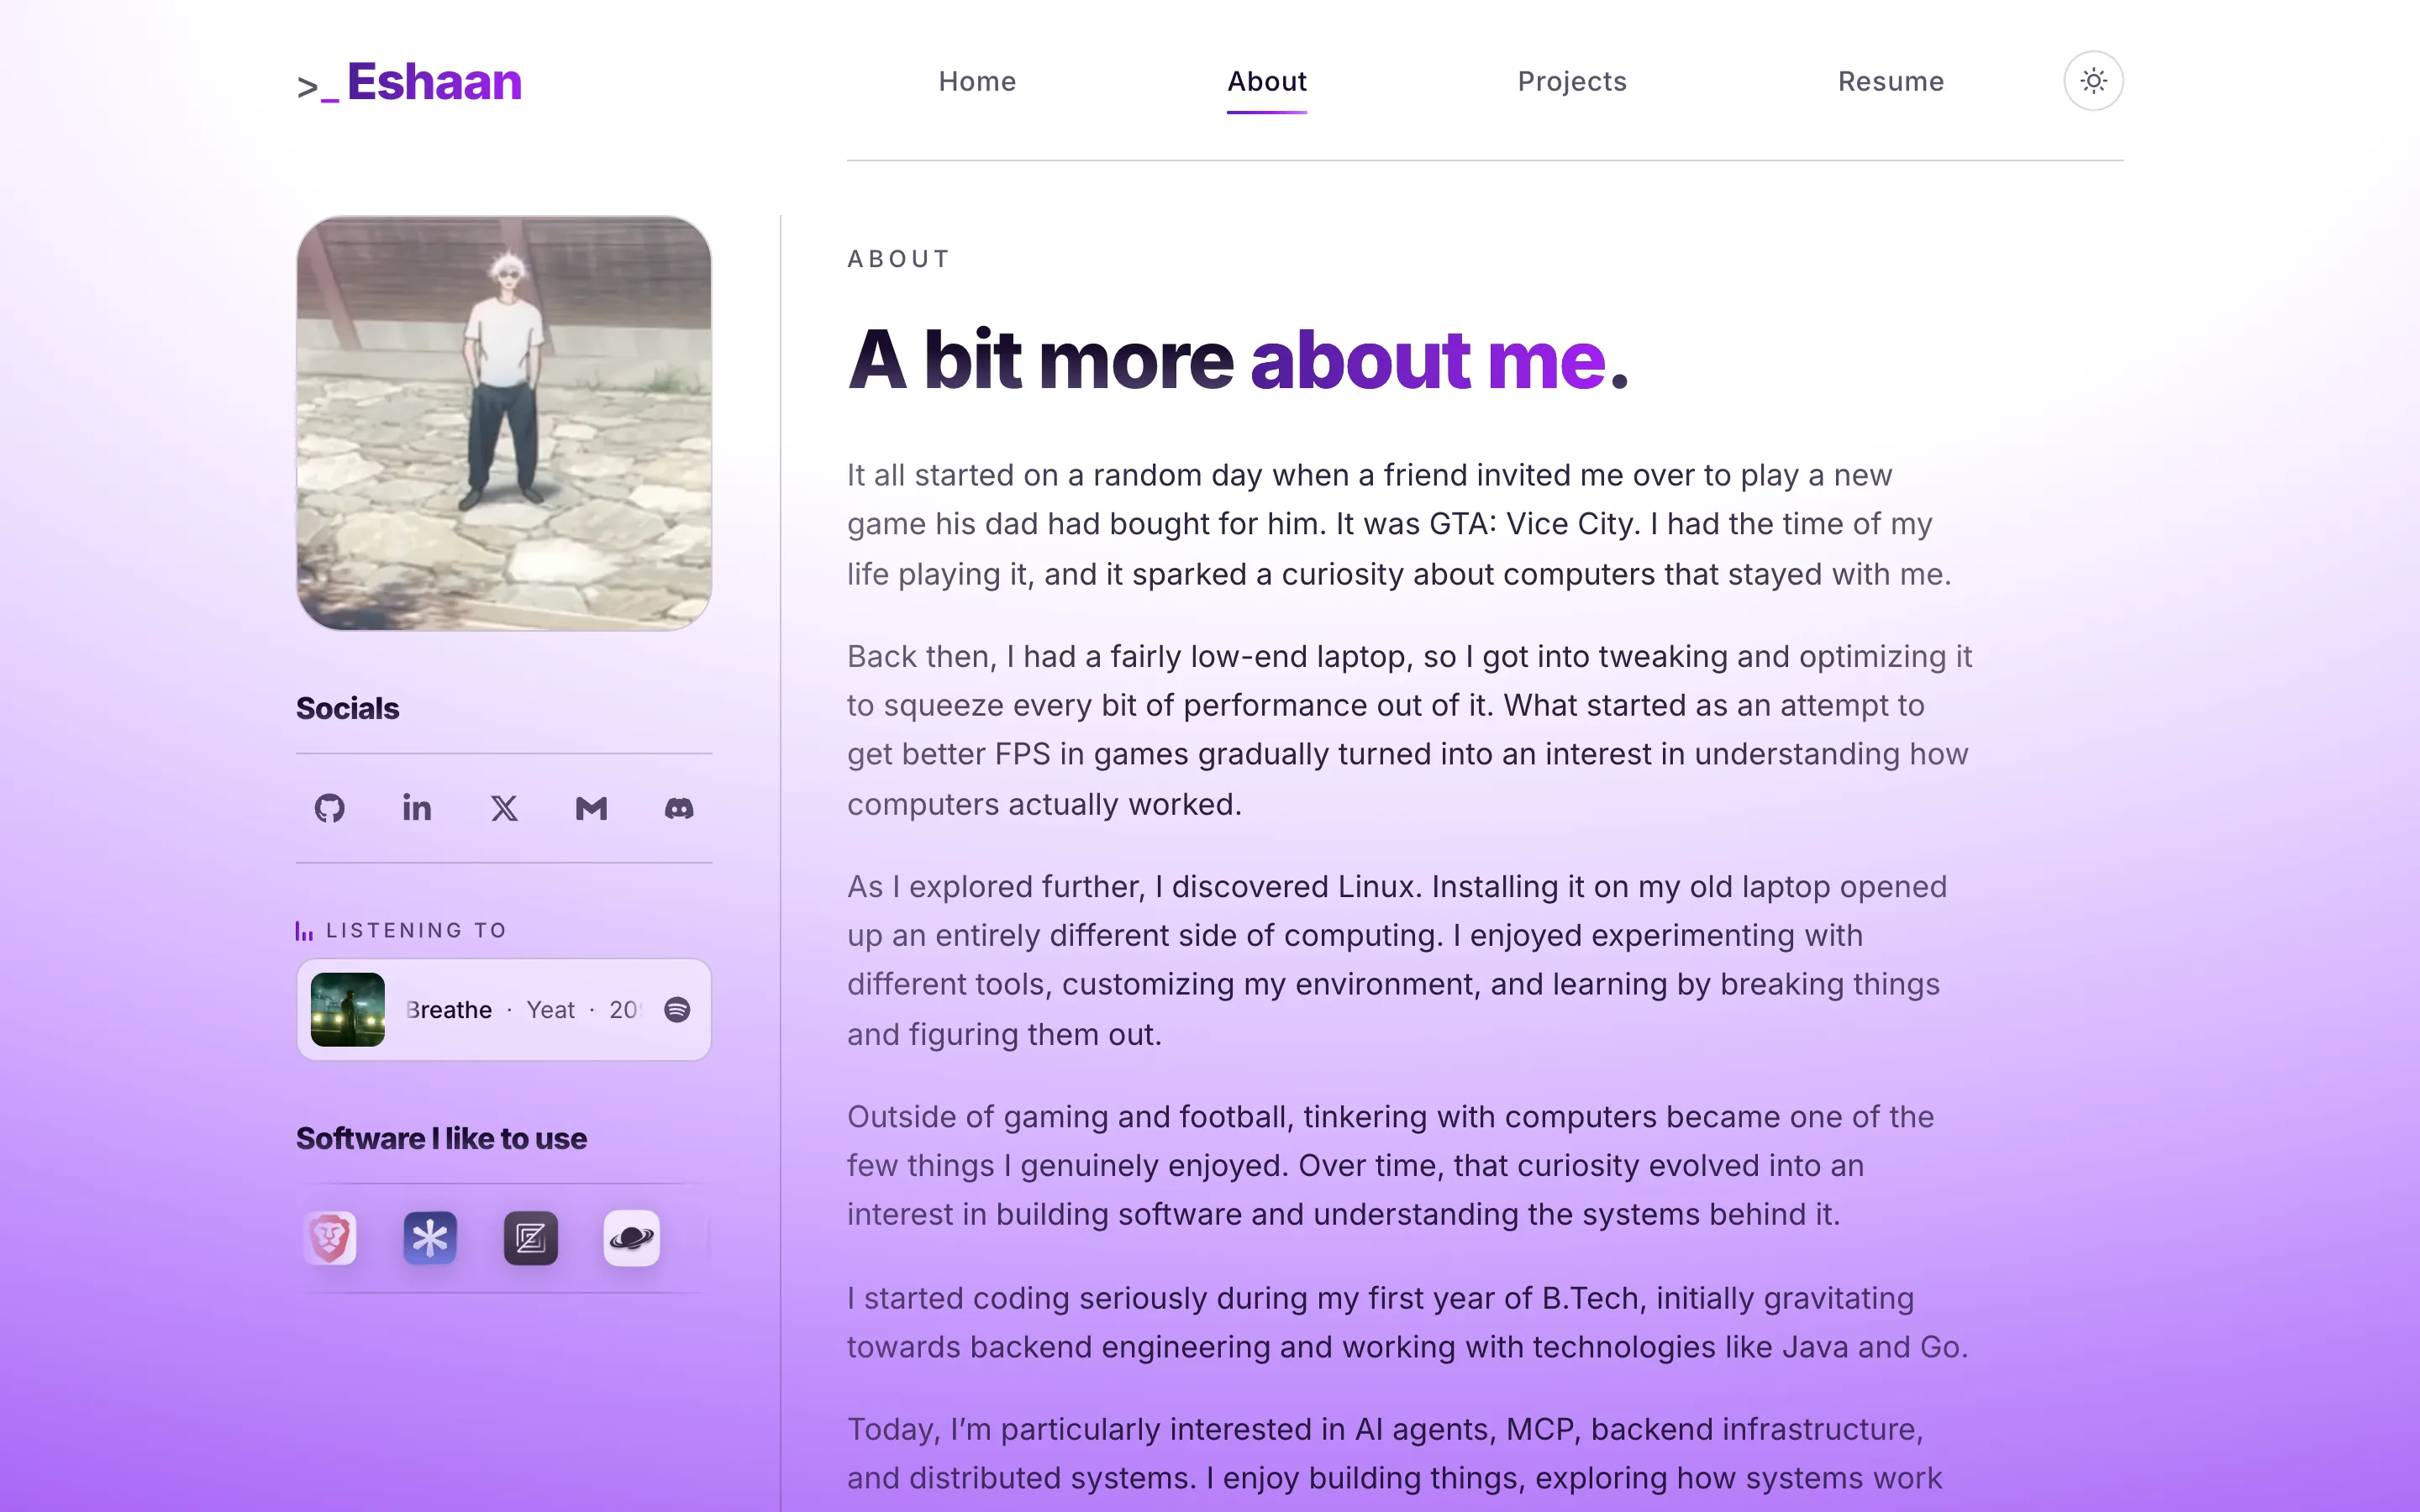 >_ Eshaan
Home
About
Projects
Resume
ABOUT
A bit more about me.
It all started on a random day when a friend invited me over to play a new
game his dad had bought for him. It was GTA: Vice City. I had the time of my
life playing it, and it sparked a curiosity about computers that stayed with me.
Back then, I had a fairly low-end laptop, so I got into tweaking and optimizing it
to squeeze every bit of performance out of it. What started as an attempt to
get better FPS in games gradually turned into an interest in understanding how
computers actually worked.
As I explored further, I discovered Linux. Installing it on my old laptop opened
up an entirely different side of computing. I enjoyed experimenting with
different tools, customizing my environment, and learning by breaking things
and figuring them out.
Outside of gaming and football, tinkering with computers became one of the
few things I genuinely enjoyed. Over time, that curiosity evolved into an
interest in building software and understanding the systems behind it.
I started coding seriously during my first year of B.Tech, initially gravitating
towards backend engineering and working with technologies like Java and Go.
Today, I’m particularly interested in AI agents, MCP, backend infrastructure,
and distributed systems. I enjoy building things, exploring how systems work
Socials
LISTENING TO
Breathe · Yeat ·
Software I like to use